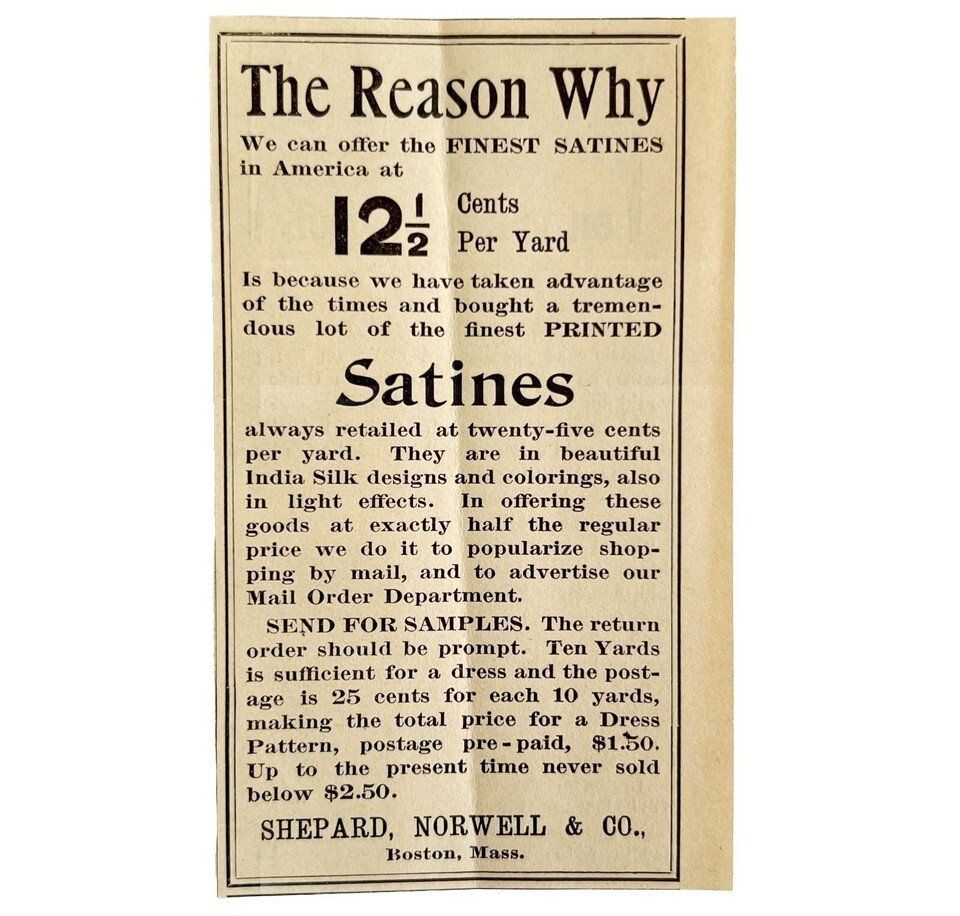 The Reason Why
We can offer the FINEST SATINES
in America at
12 1/2 Cents
Per Yard
Is because we have taken advantage
of the times and bought a tremen-
dous lot of the finest PRINTED
Satines
always retailed at twenty-five cents
per yard. They are in beautiful
India Silk designs and colorings, also
in light effects. In offering these
goods at exactly half the regular
price we do it to popularize shop-
ping by mail, and to advertise our
Mail Order Department.
SEND FOR SAMPLES. The return
order should be prompt. Ten Yards
is sufficient for a dress and the post-
age is 25 cents for each 10 yards,
making the total price for a Dress
Pattern, postage pre-paid, $1.50.
Up to the present time never sold
below $2.50.
SHEPARD, NORWELL & CO.,
Boston, Mass.